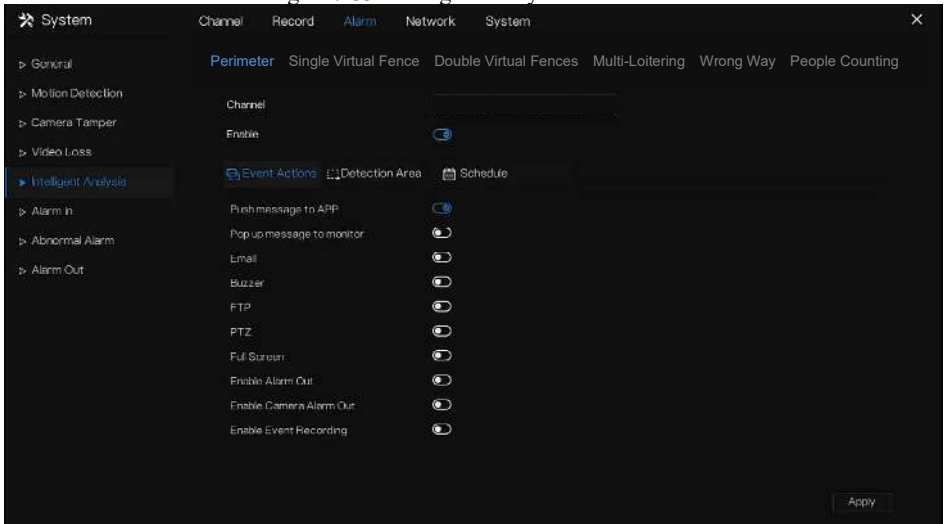 System Channel Record Alarm Network System ×
General
Motion Detection
Camera Tamper
Video Loss
Intelligent Analysis
Alarm In
Abnormal Alarm
Alarm Out
Perimeter Single Virtual Fence Double Virtual Fences Multi-Loitering Wrong Way People Counting
Channel
Enable
Event Actions Detection Area Schedule
Push message to APP
Pop up message to monitor
Email
Buzzer
FTP
PTZ
Full Screen
Enable Alarm Out
Enable Camera Alarm Out
Enable Event Recording
Apply